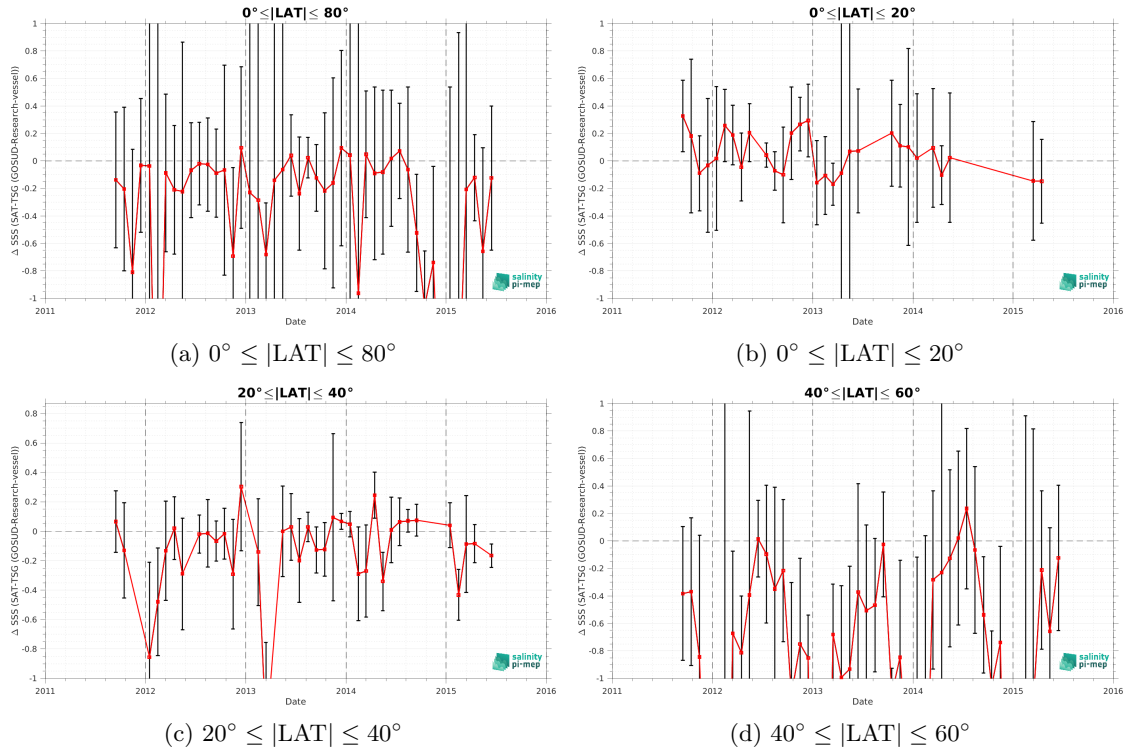 0°≤|LAT|≤ 80°
Δ SSS (SAT-TSG (GOSUD-Research-vessel))
1
0.8
0.6
0.4
0.2
0
-0.2
-0.4
-0.6
-0.8
-1
2011 2012 2013 2014 2015 2016
Date
salinity
pi-mep
(a) 0° ≤ |LAT| ≤ 80°
0°≤|LAT|≤ 20°
Δ SSS (SAT-TSG (GOSUD-Research-vessel))
1
0.8
0.6
0.4
0.2
0
-0.2
-0.4
-0.6
-0.8
-1
2011 2012 2013 2014 2015 2016
Date
salinity
pi-mep
(b) 0° ≤ |LAT| ≤ 20°
20°≤|LAT|≤ 40°
Δ SSS (SAT-TSG (GOSUD-Research-vessel))
0.8
0.6
0.4
0.2
0
-0.2
-0.4
-0.6
-0.8
-1
2011 2012 2013 2014 2015 2016
Date
salinity
pi-mep
(c) 20° ≤ |LAT| ≤ 40°
40°≤|LAT|≤ 60°
Δ SSS (SAT-TSG (GOSUD-Research-vessel))
1
0.8
0.6
0.4
0.2
0
-0.2
-0.4
-0.6
-0.8
-1
2011 2012 2013 2014 2015 2016
Date
salinity
pi-mep
(d) 40° ≤ |LAT| ≤ 60°